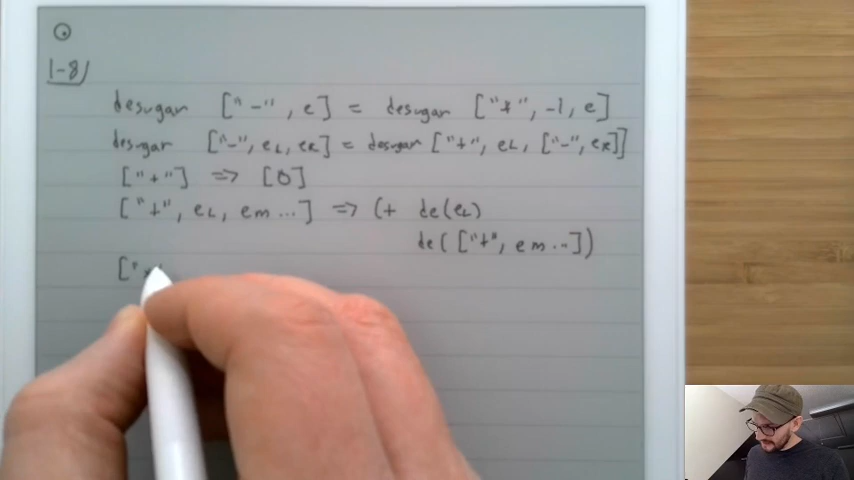 1-8/
desugar ["-", e] = desugar ["*", -1, e]
desugar ["-", eL, eR] = desugar ["+", eL, ["-", eR]]
["+"] => [0]
["+", eL, em ...] => (+ de(eL)
de(["+", em ...])
["*"